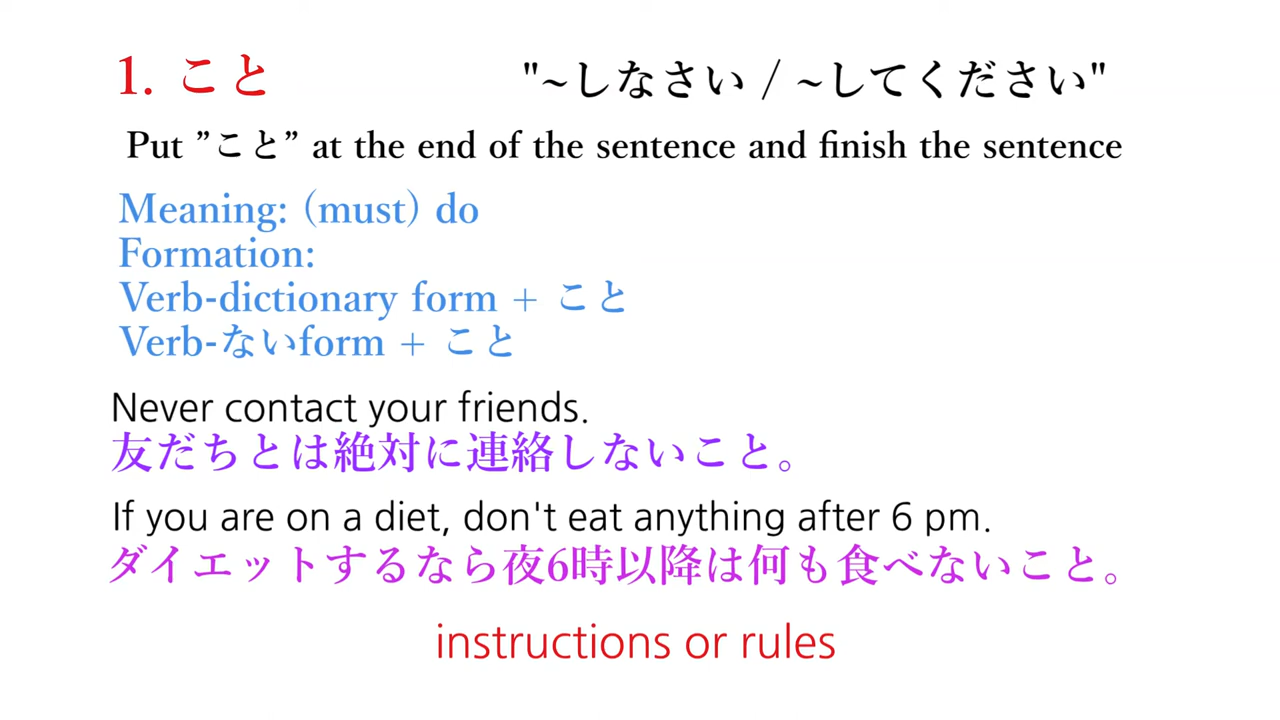 1. こと
"~しなさい / ~してください"
Put ”こと” at the end of the sentence and finish the sentence
Meaning: (must) do
Formation:
Verb-dictionary form + こと
Verb-ないform + こと
Never contact your friends.
友だちとは絶対に連絡しないこと。
If you are on a diet, don't eat anything after 6 pm.
ダイエットするなら夜6時以降は何も食べないこと。
instructions or rules